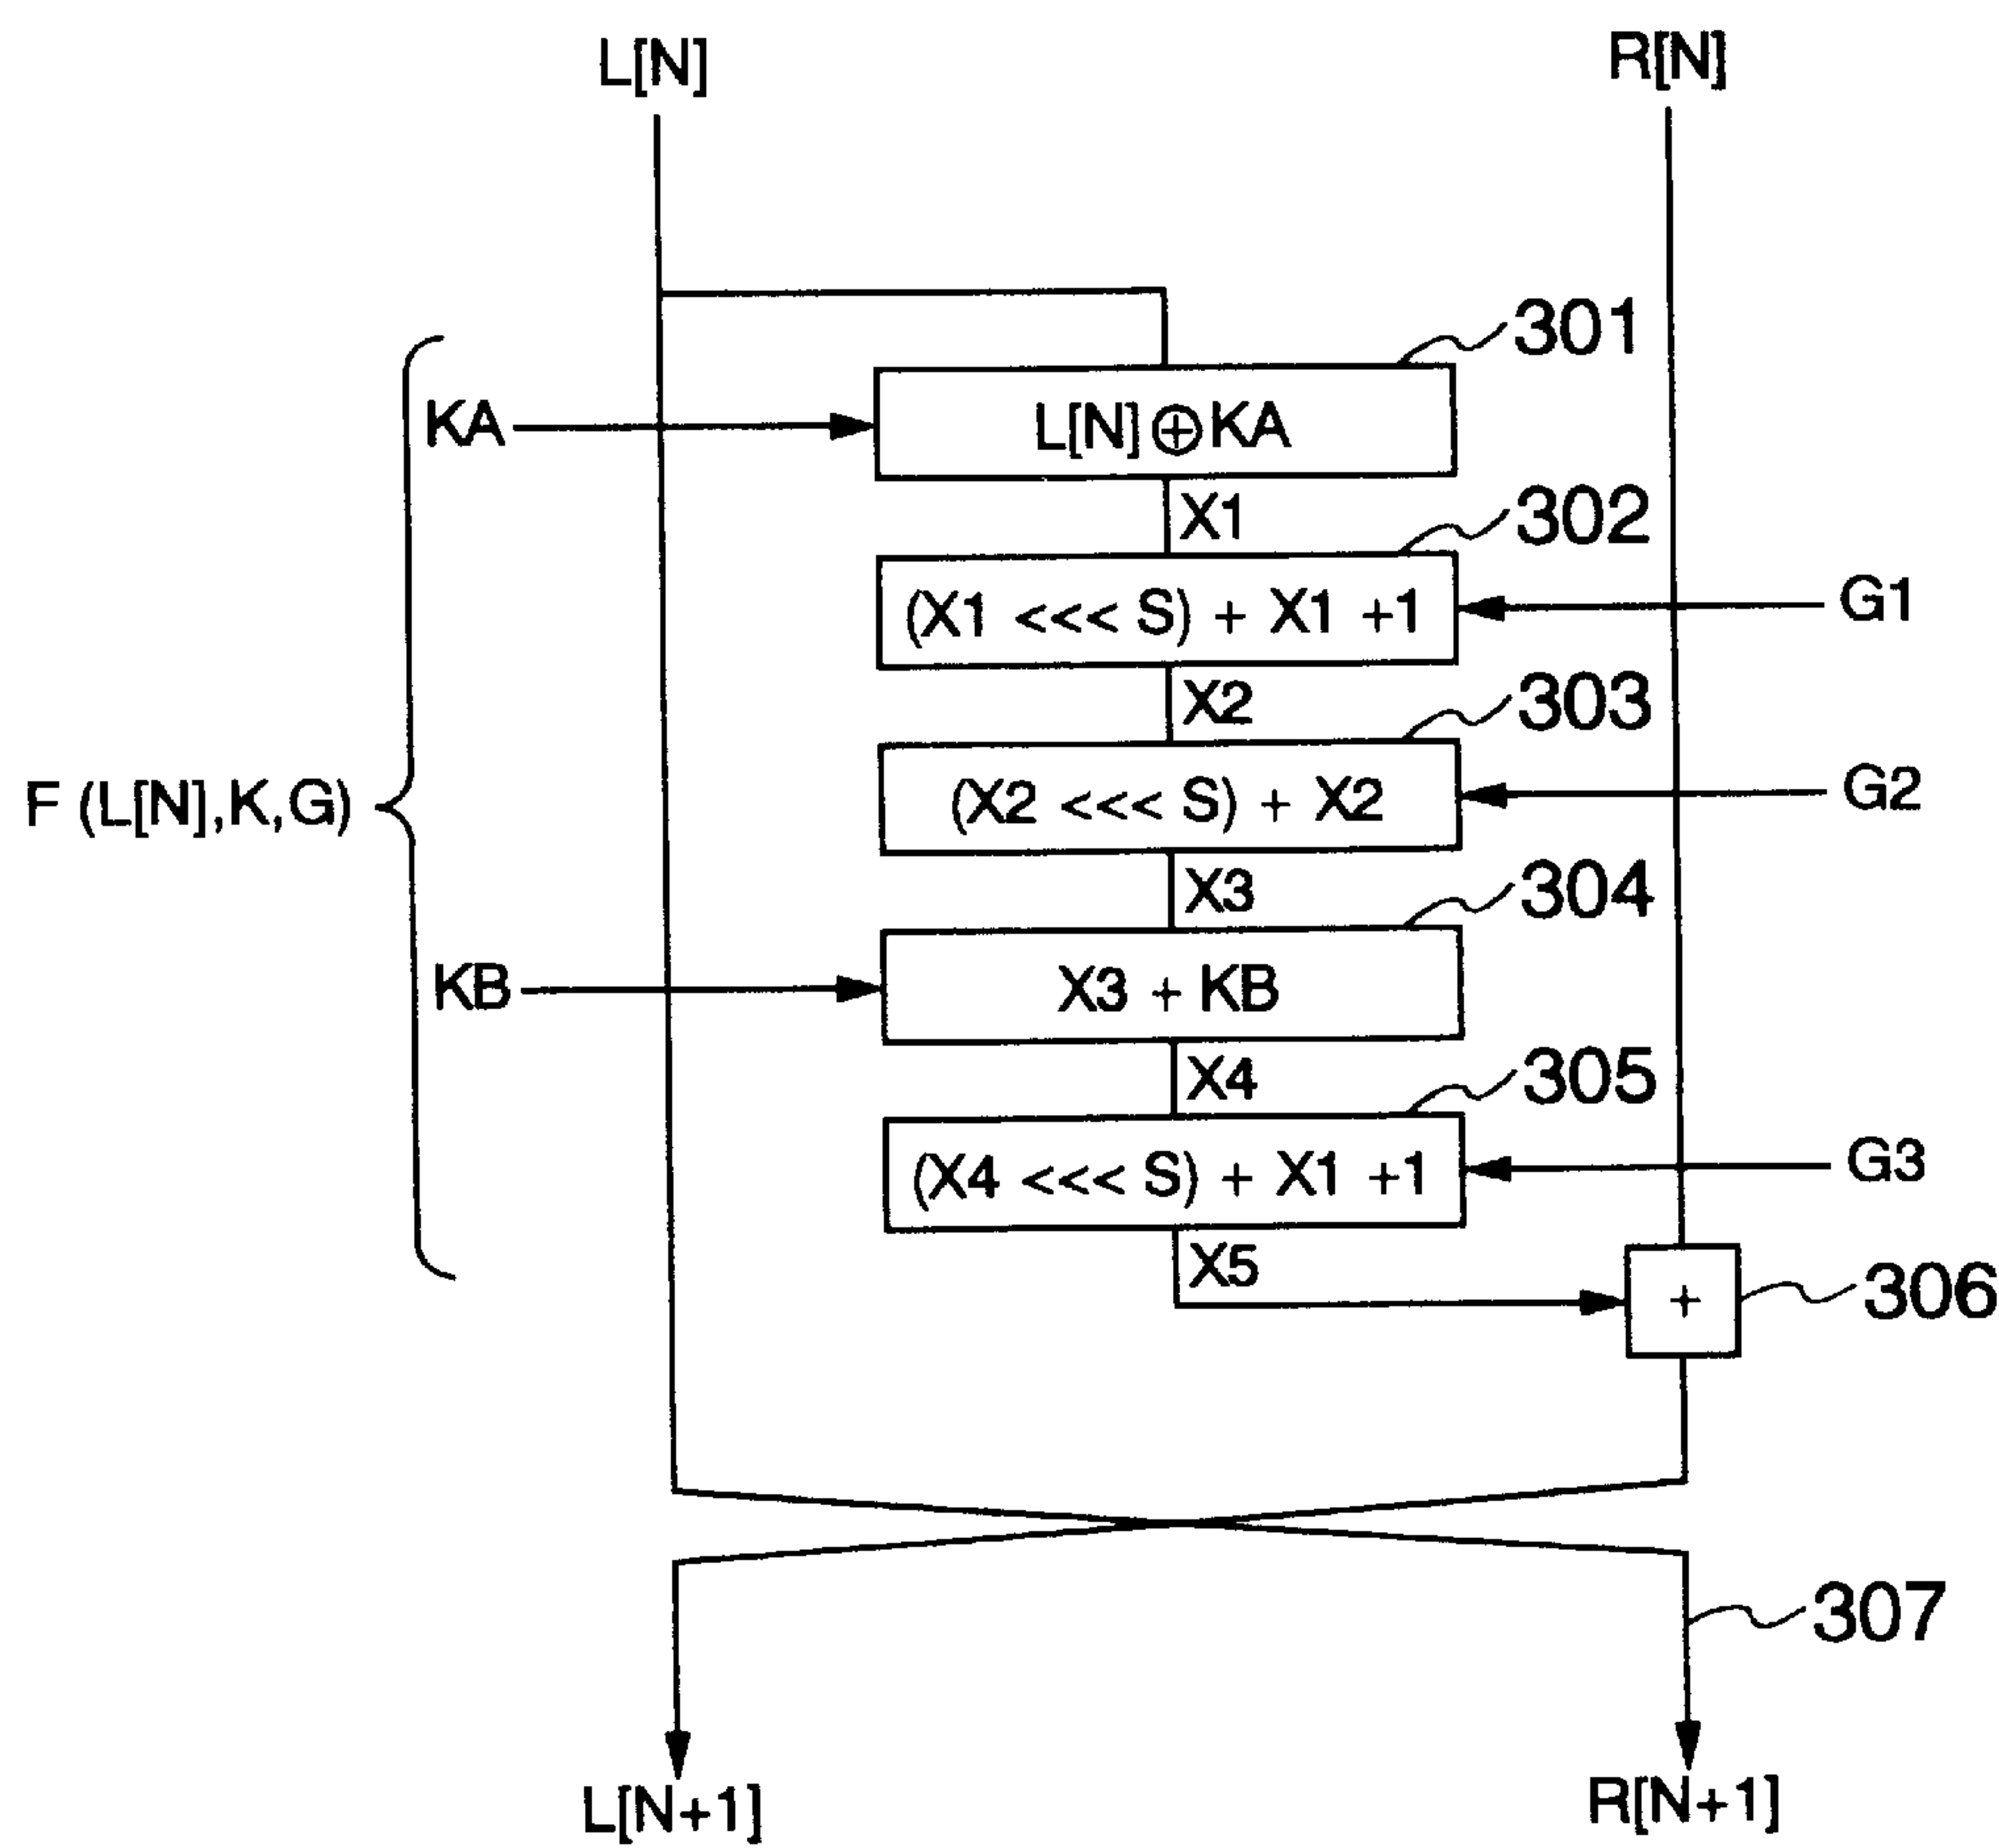 L[N]
R[N]
301
KA
L[N] ⊕ KA
X1
302
(X1 <<< S) + X1 +1
G1
X2
303
F (L[N],K,G)
(X2 <<< S) + X2
G2
X3
304
KB
X3 + KB
X4
305
(X4 <<< S) + X1 +1
G3
X5
+
306
307
L[N+1]
R[N+1]